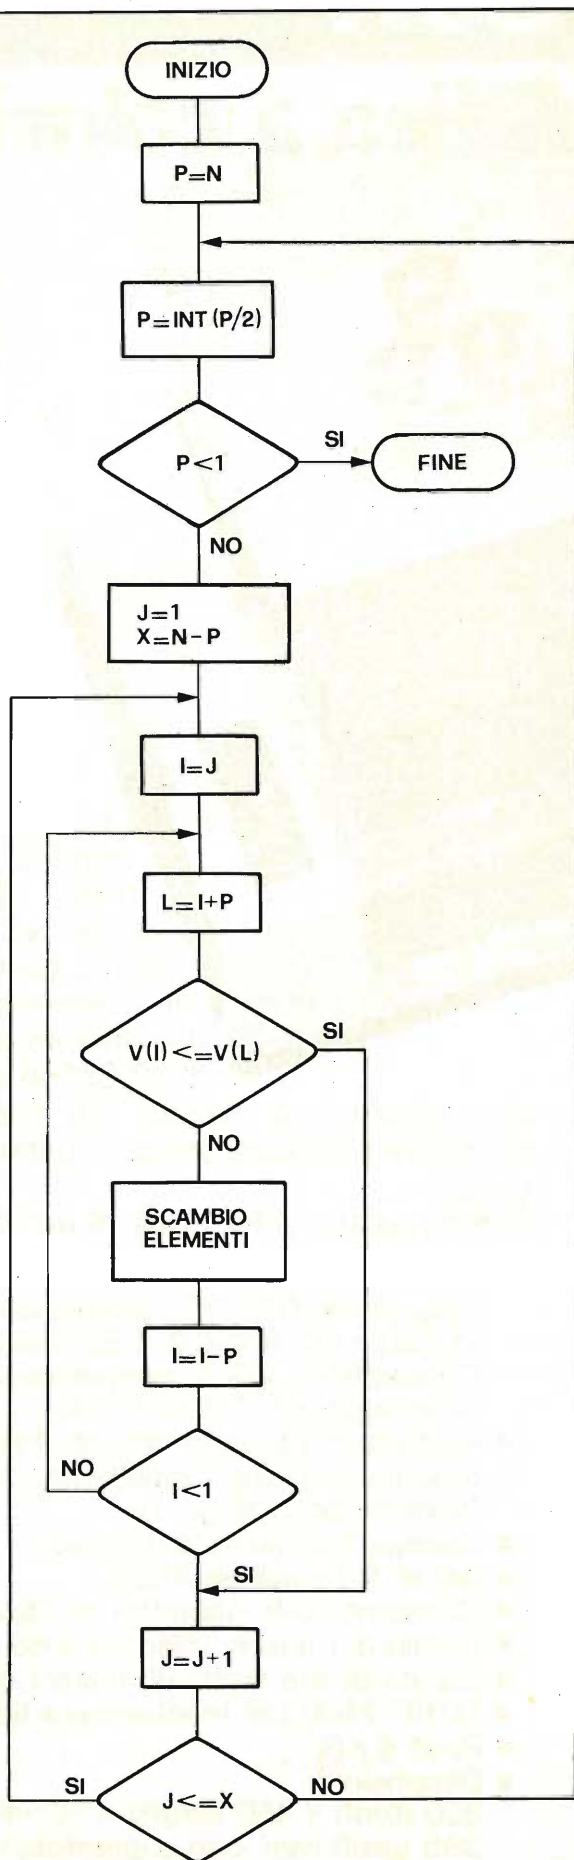 INIZIO
P=N
P=INT(P/2)
P<1
SI
FINE
NO
J=1
X=N-P
I=J
L=I+P
V(I)<=V(L)
SI
NO
SCAMBIO
ELEMENTI
I=I-P
I<1
NO
SI
J=J+1
J<=X
SI
NO